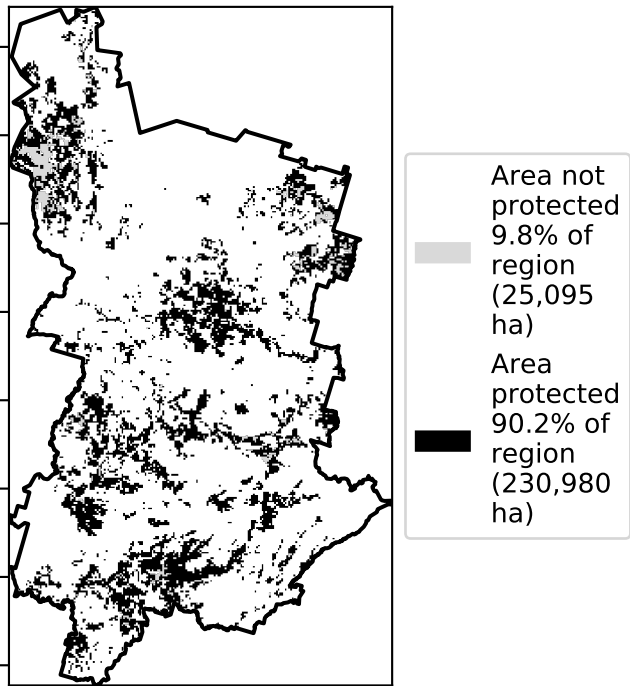 Area not
protected
9.8% of
region
(25,095
ha)
Area
protected
90.2% of
region
(230,980
ha)